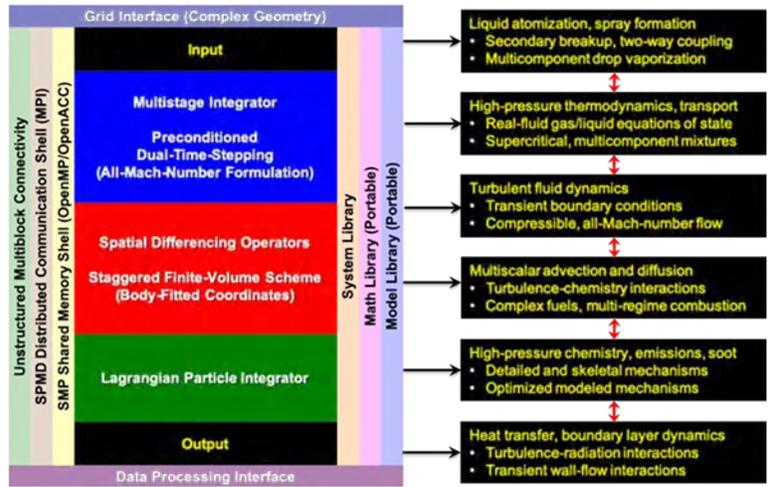 Grid Interface (Complex Geometry)
Unstructured Multiblock Connectivity
SPMD Distributed Communication Shell (MPI)
SMP Shared Memory Shell (OpenMP/OpenACC)
Input
Multistage Integrator
Preconditioned
Dual-Time-Stepping
(All-Mach-Number Formulation)
Spatial Differencing Operators
Staggered Finite-Volume Scheme
(Body-Fitted Coordinates)
Lagrangian Particle Integrator
Output
System Library
Math Library (Portable)
Model Library (Portable)
Data Processing Interface
Liquid atomization, spray formation
• Secondary breakup, two-way coupling
• Multicomponent drop vaporization
High-pressure thermodynamics, transport
• Real-fluid gas/liquid equations of state
• Supercritical, multicomponent mixtures
Turbulent fluid dynamics
• Transient boundary conditions
• Compressible, all-Mach-number flow
Multiscalar advection and diffusion
• Turbulence-chemistry interactions
• Complex fuels, multi-regime combustion
High-pressure chemistry, emissions, soot
• Detailed and skeletal mechanisms
• Optimized modeled mechanisms
Heat transfer, boundary layer dynamics
• Turbulence-radiation interactions
• Transient wall-flow interactions